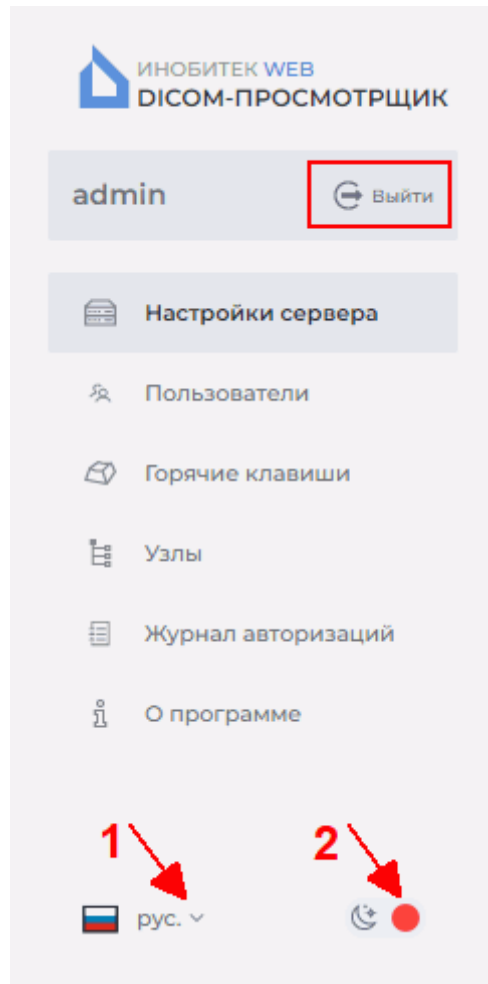 ИНОБИТЕК WEB
DICOM-ПРОСМОТРЩИК
admin
Выйти
Настройки сервера
Пользователи
Горячие клавиши
Узлы
Журнал авторизаций
О программе
1
2
рус.